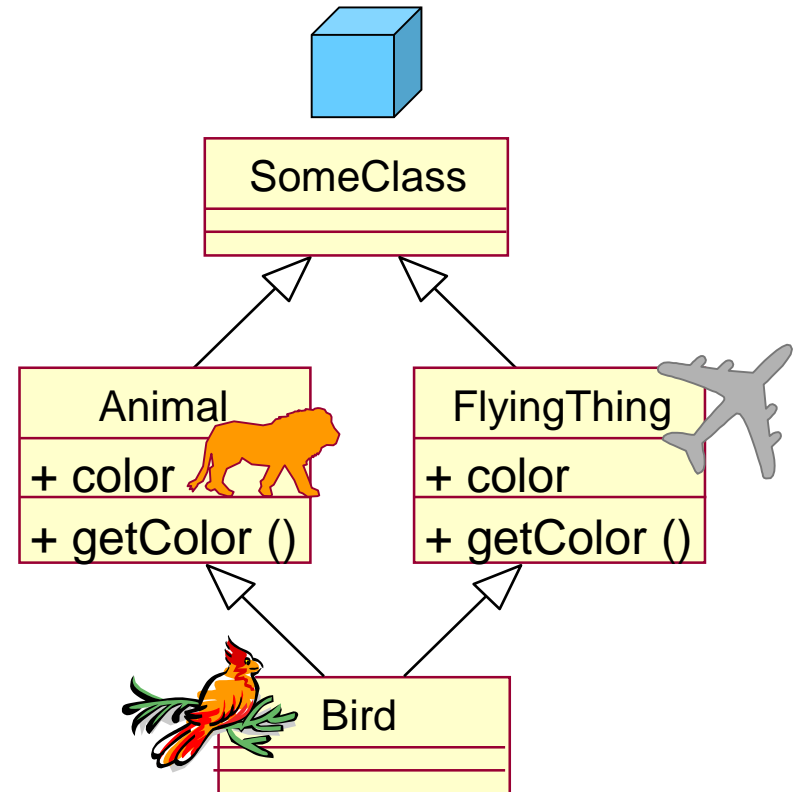 SomeClass
Animal
+ color
+ getColor ()
FlyingThing
+ color
+ getColor ()
Bird